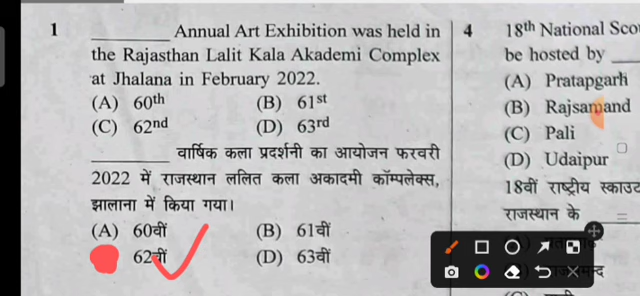 1 ________ Annual Art Exhibition was held in
the Rajasthan Lalit Kala Akademi Complex
at Jhalana in February 2022.
(A) 60th (B) 61st
(C) 62nd (D) 63rd
________ वार्षिक कला प्रदर्शनी का आयोजन फरवरी
2022 में राजस्थान ललित कला अकादमी कॉम्पलेक्स,
झालाना में किया गया।
(A) 60वीं (B) 61वीं
62वीं (D) 63वीं
4 18th National
be hosted by
(A) Pratapgarh
(B) Rajsamand
(C) Pali
(D) Udaipur
18वीं राष्ट्रीय
राजस्थान के